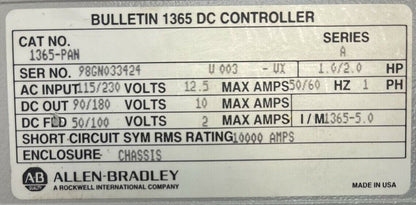 BULLETIN 1365 DC CONTROLLER
CAT NO. 1365-PAN SERIES A
SER NO. 98GN033424 U 003 - UX 1.0/2.0 HP
AC INPUT 115/230 VOLTS 12.5 MAX AMPS 50/60 HZ 1 PH
DC OUT 90/180 VOLTS 10 MAX AMPS
DC FLD 50/100 VOLTS 2 MAX AMPS I/M 1365-5.0
SHORT CIRCUIT SYM RMS RATING 10000 AMPS
ENCLOSURE CHASSIS
AB ALLEN-BRADLEY
A ROCKWELL INTERNATIONAL COMPANY MADE IN USA